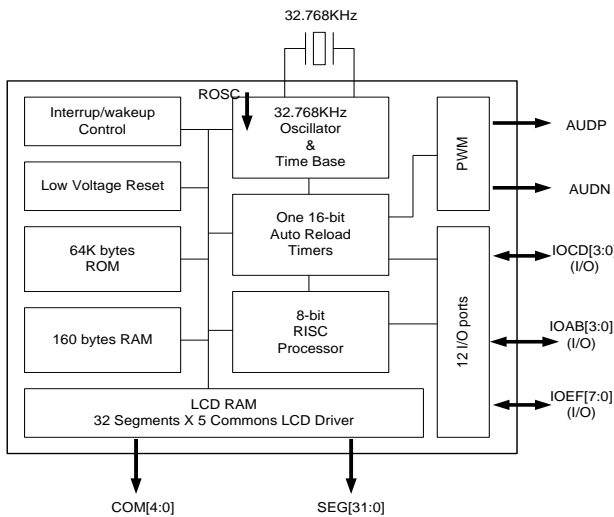 32.768KHz
ROSC
Interrup/wakeup
Control
32.768KHz
Oscillator
&
Time Base
PWM
AUDP
AUDN
Low Voltage Reset
One 16-bit
Auto Reload
Timers
64K bytes
ROM
12 I/O ports
IOCD[3:0]
(I/O)
8-bit
RISC
Processor
160 bytes RAM
IOAB[3:0]
(I/O)
LCD RAM
32 Segments X 5 Commons LCD Driver
IOEF[7:0]
(I/O)
COM[4:0]
SEG[31:0]